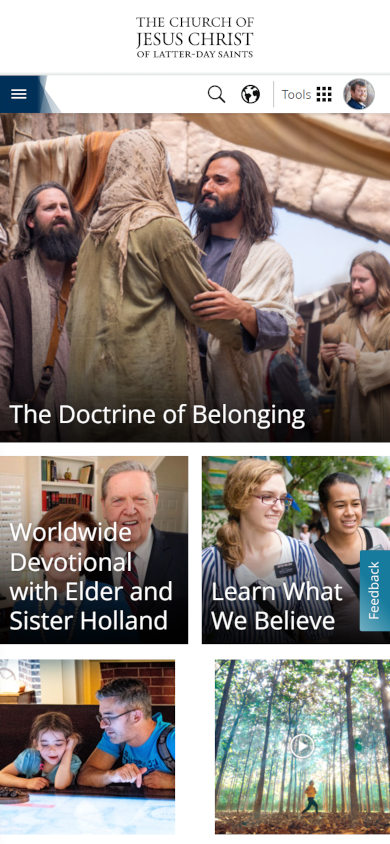 THE CHURCH OF
JESUS CHRIST
OF LATTER-DAY SAINTS
Tools
The Doctrine of Belonging
Worldwide
Devotional
with Elder and
Sister Holland
Learn What
We Believe
Feedback